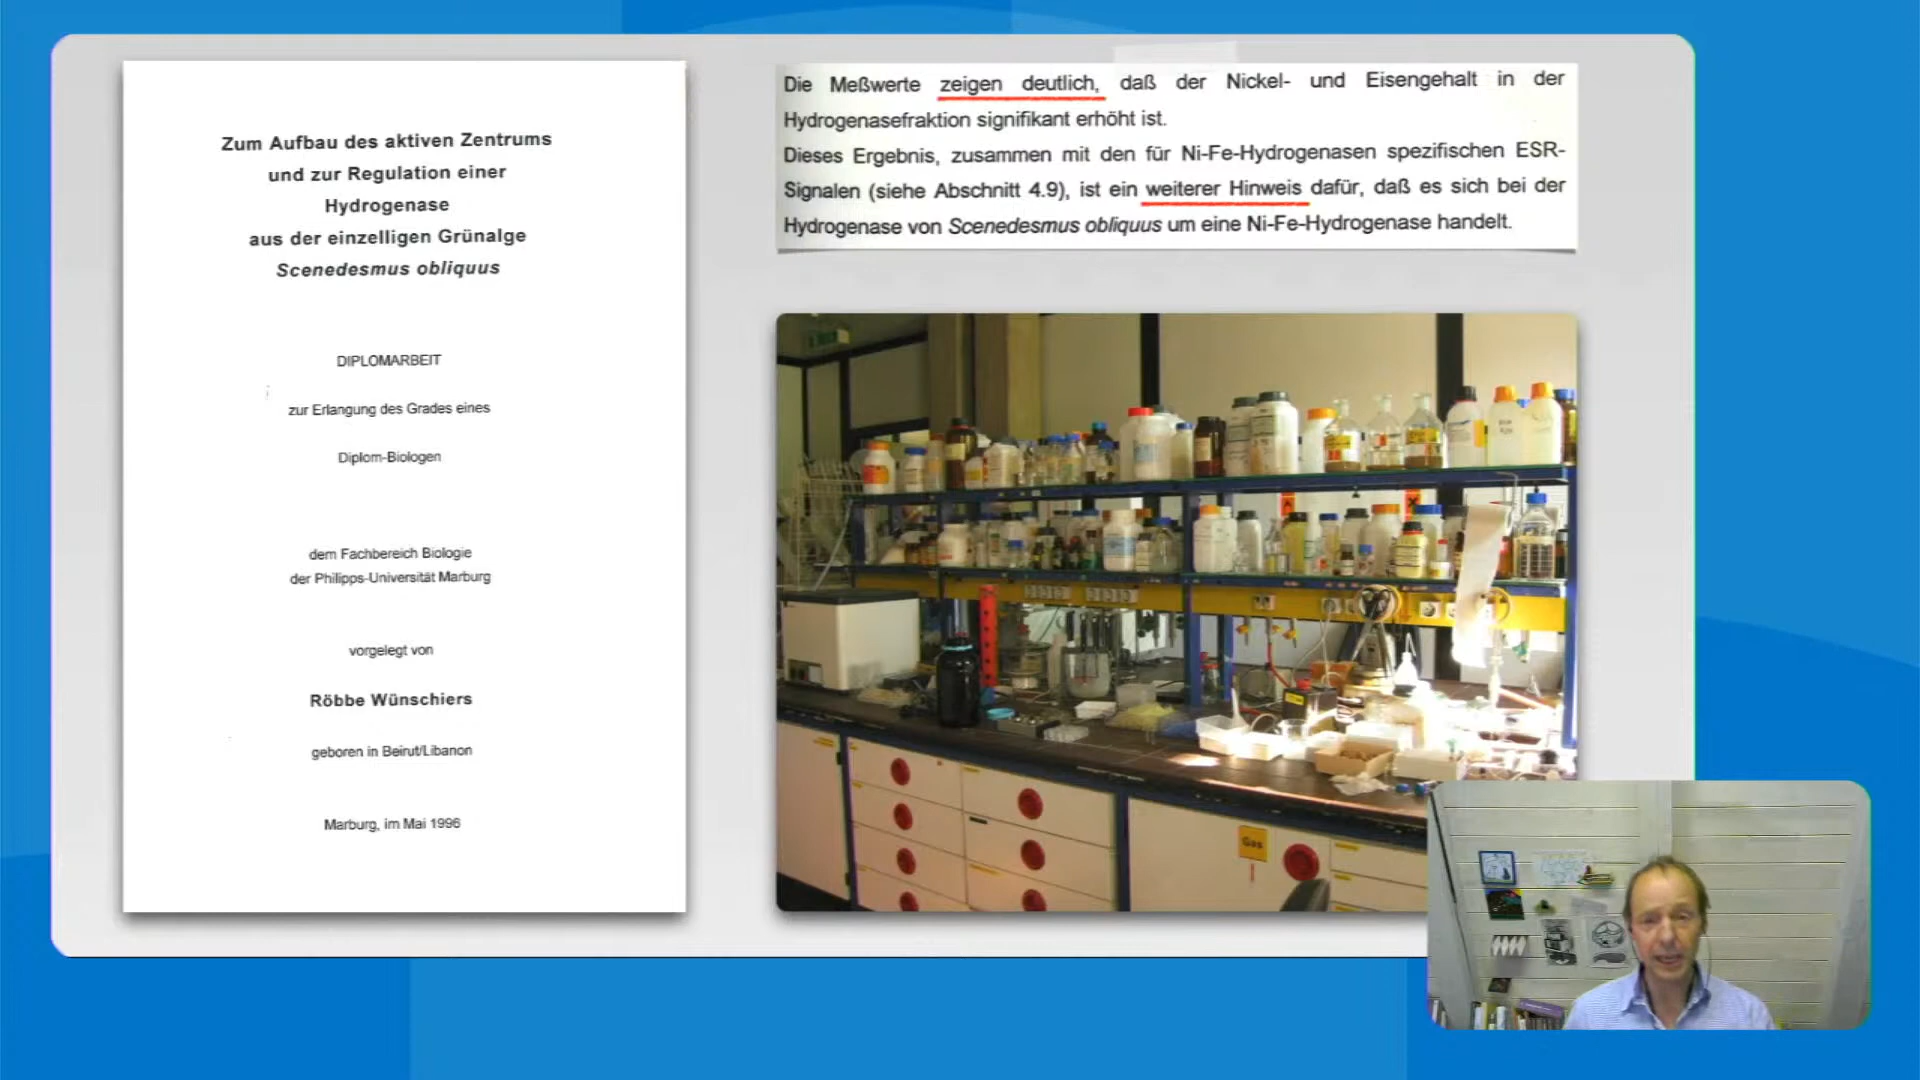 Zum Aufbau des aktiven Zentrums
und zur Regulation einer
Hydrogenase
aus der einzelligen Grünalge
Scenedesmus obliquus
DIPLOMARBEIT
zur Erlangung des Grades eines
Diplom-Biologen
dem Fachbereich Biologie
der Philipps-Universität Marburg
vorgelegt von
Röbbe Wünschiers
geboren in Beirut/Libanon
Marburg, im Mai 1996
Die Meßwerte zeigen deutlich, daß der Nickel- und Eisengehalt in der
Hydrogenasefraktion signifikant erhöht ist.
Dieses Ergebnis, zusammen mit den für Ni-Fe-Hydrogenasen spezifischen ESR-
Signalen (siehe Abschnitt 4.9), ist ein weiterer Hinweis dafür, daß es sich bei der
Hydrogenase von Scenedesmus obliquus um eine Ni-Fe-Hydrogenase handelt.
Gas